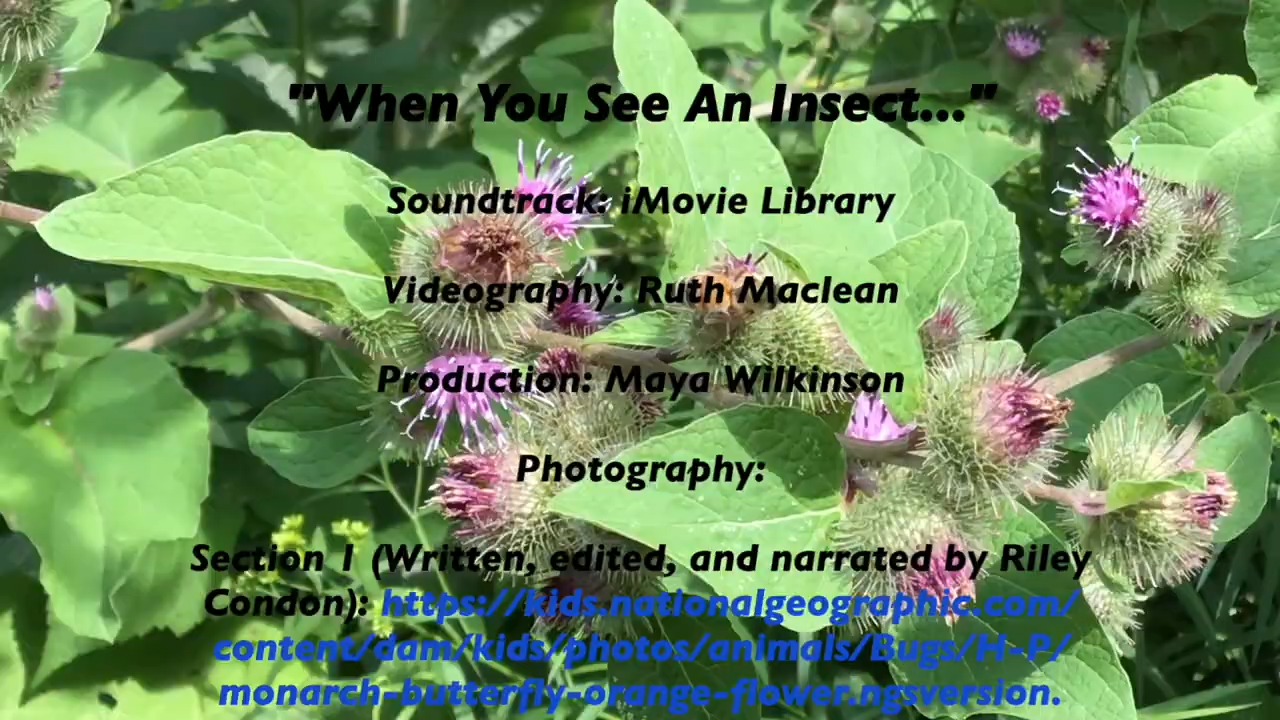 "When You See An Insect..."
Soundtrack: iMovie Library
Videography: Ruth Maclean
Production: Maya Wilkinson
Photography:
Section 1 (Written, edited, and narrated by Riley
Condon): https://kids.nationalgeographic.com/
content/dam/kids/photos/animals/Bugs/H-P/
monarch-butterfly-orange-flower.ngsversion.